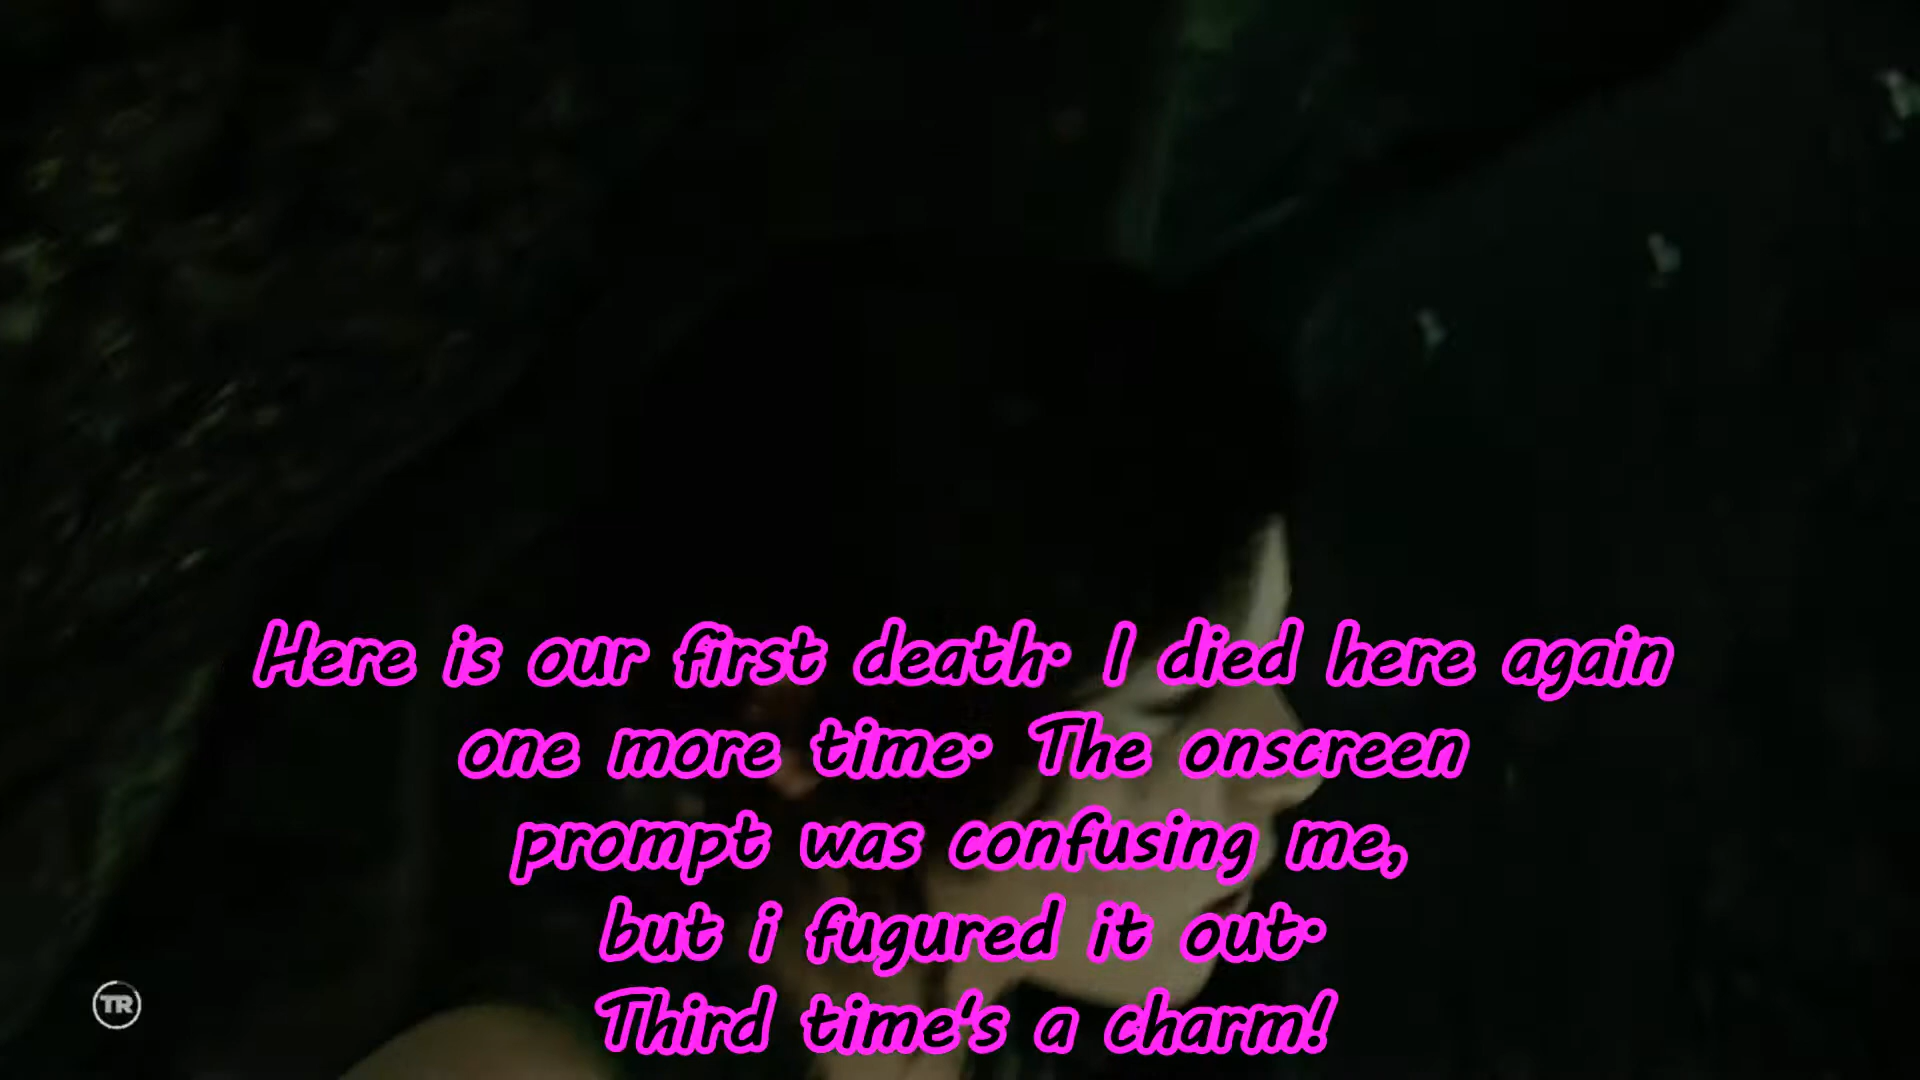 Here is our first death. I died here again
one more time. The onscreen
prompt was confusing me,
but i fugured it out.
Third time's a charm!
TR